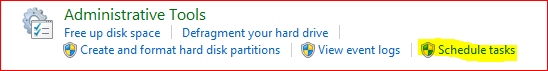 Administrative Tools
Free up disk space | Defragment your hard drive
Create and format hard disk partitions | View event logs | Schedule tasks